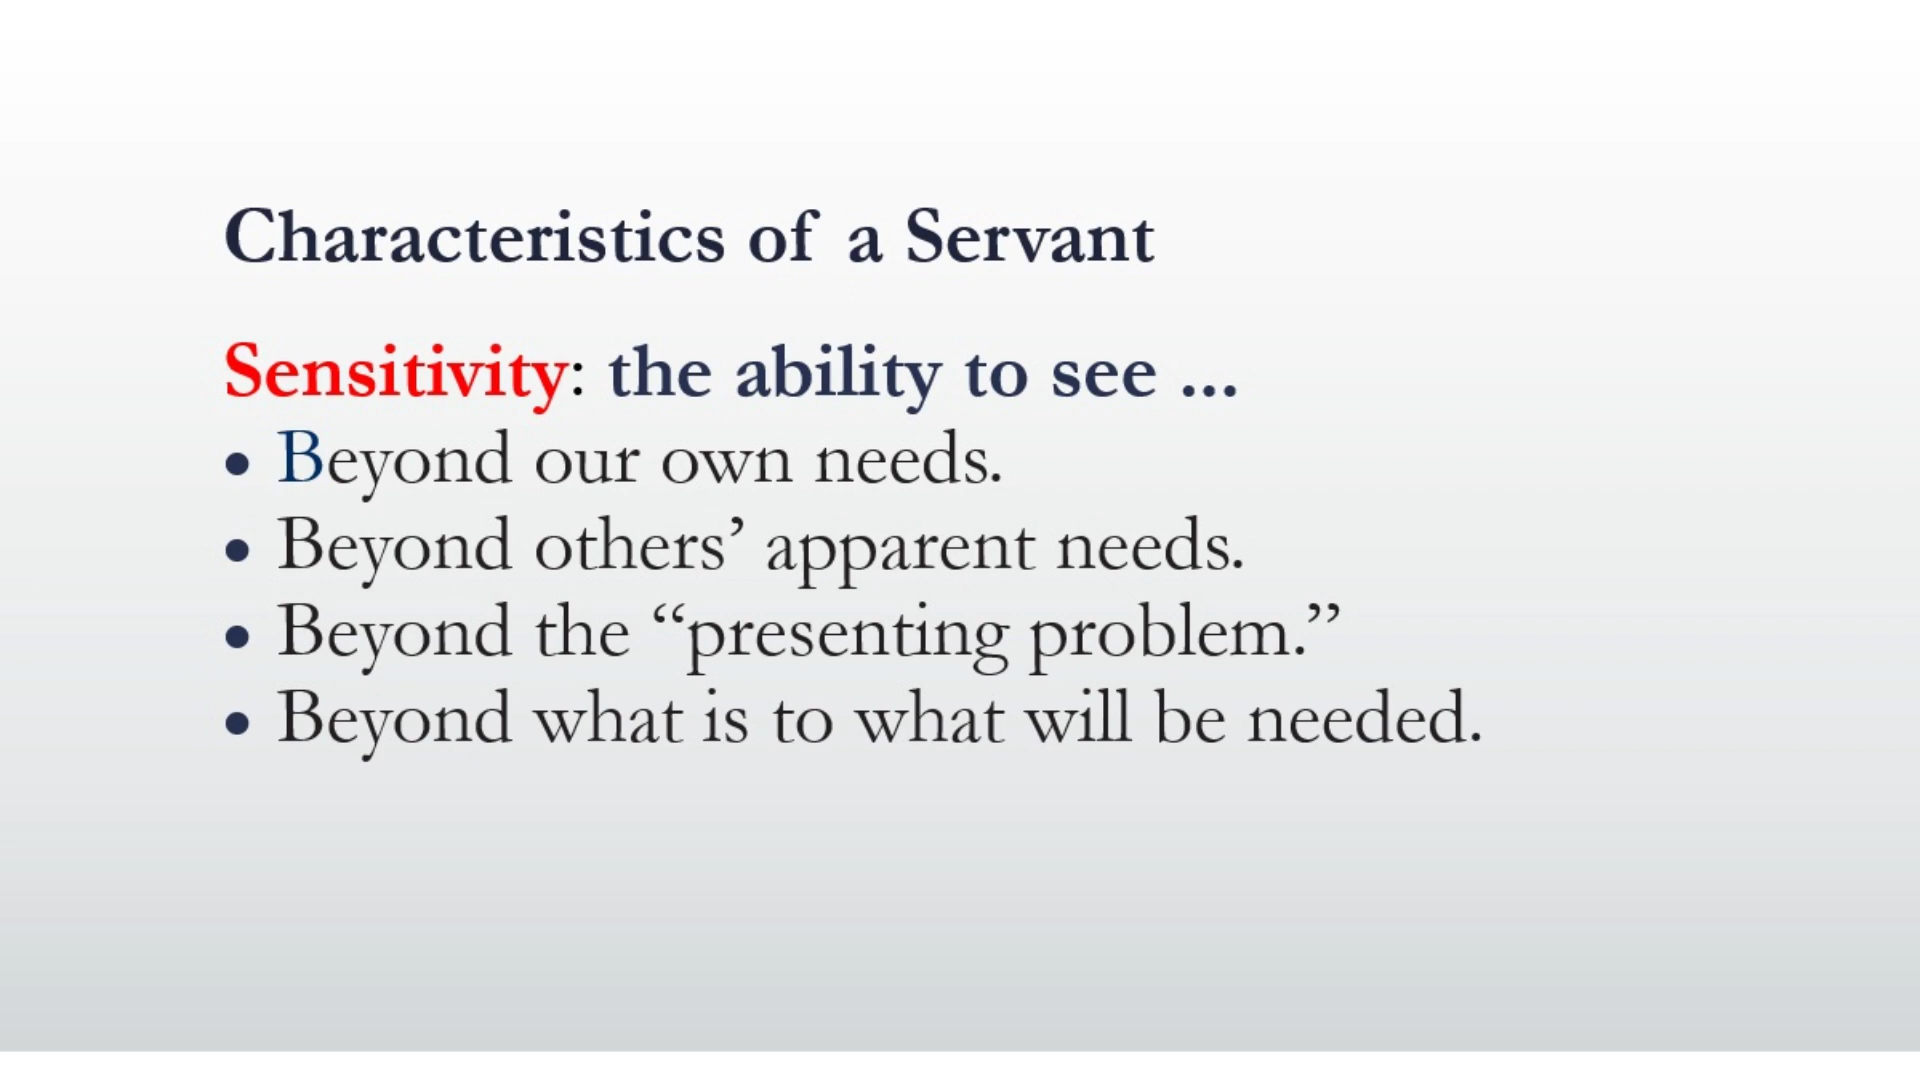 Characteristics of a Servant
Sensitivity: the ability to see ...
• Beyond our own needs.
• Beyond others’ apparent needs.
• Beyond the “presenting problem.”
• Beyond what is to what will be needed.